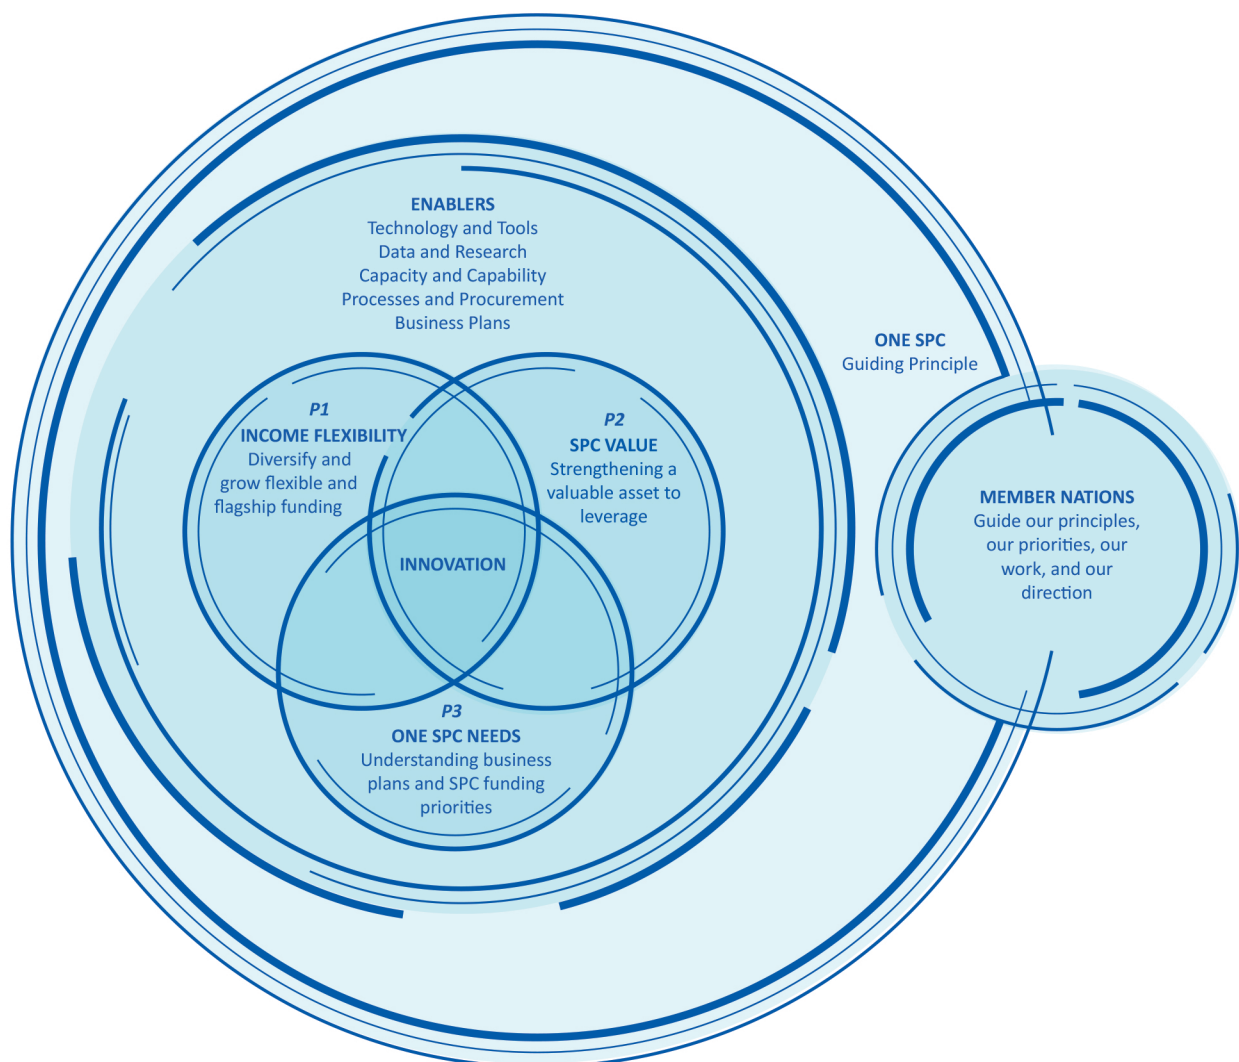 ENABLERS
Technology and Tools
Data and Research
Capacity and Capability
Processes and Procurement
Business Plans
ONE SPC
Guiding Principle
P1
INCOME FLEXIBILITY
Diversify and
grow flexible and
flagship funding
P2
SPC VALUE
Strengthening a
valuable asset to
leverage
MEMBER NATIONS
Guide our principles,
our priorities, our
work, and our
direction
INNOVATION
P3
ONE SPC NEEDS
Understanding business
plans and SPC funding
priorities